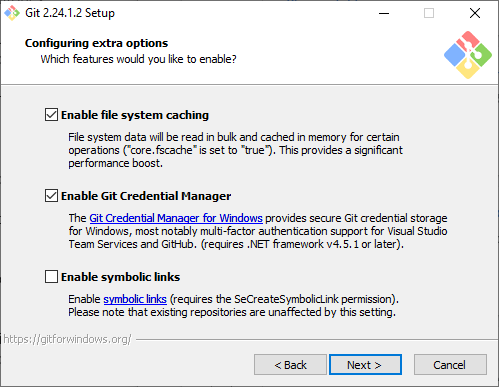 Git 2.24.1.2 Setup
Configuring extra options
Which features would you like to enable?
Enable file system caching
File system data will be read in bulk and cached in memory for certain
operations ("core.fscache" is set to "true"). This provides a significant
performance boost.
Enable Git Credential Manager
The Git Credential Manager for Windows provides secure Git credential storage
for Windows, most notably multi-factor authentication support for Visual Studio
Team Services and GitHub. (requires .NET framework v4.5.1 or later).
Enable symbolic links
Enable symbolic links (requires the SeCreateSymbolicLink permission).
Please note that existing repositories are unaffected by this setting.
https://gitforwindows.org/
< Back
Next >
Cancel